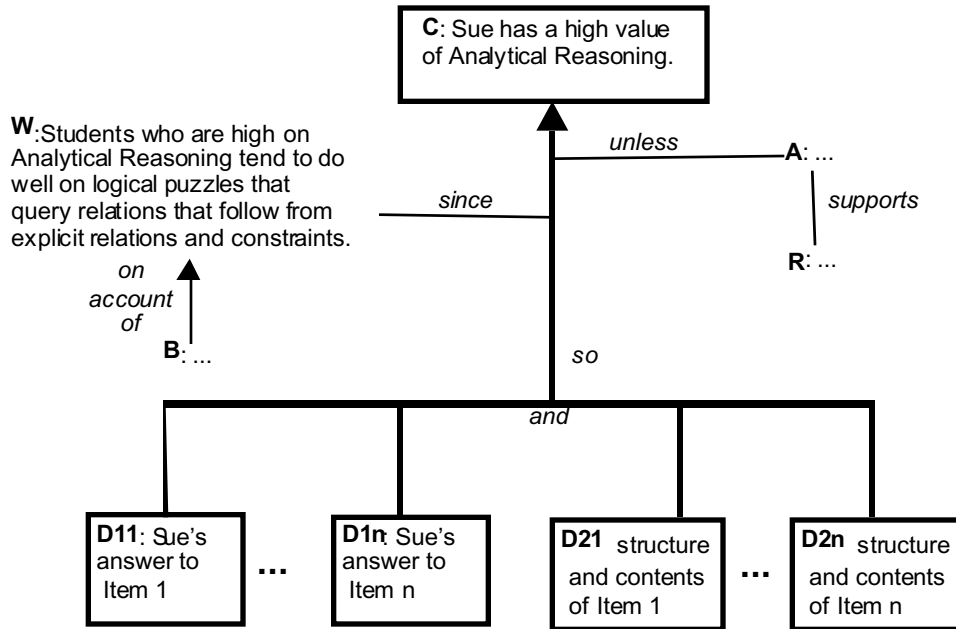 C: Sue has a high value
of Analytical Reasoning.
W:Students who are high on
Analytical Reasoning tend to do
well on logical puzzles that
query relations that follow from
explicit relations and constraints.
unless
A: ...
since
supports
R: ...
on
account
of
B: ...
so
and
D11: Sue's
answer to
Item 1
...
D1n: Sue's
answer to
Item n
D21 structure
and contents
of Item 1
...
D2n structure
and contents
of Item n